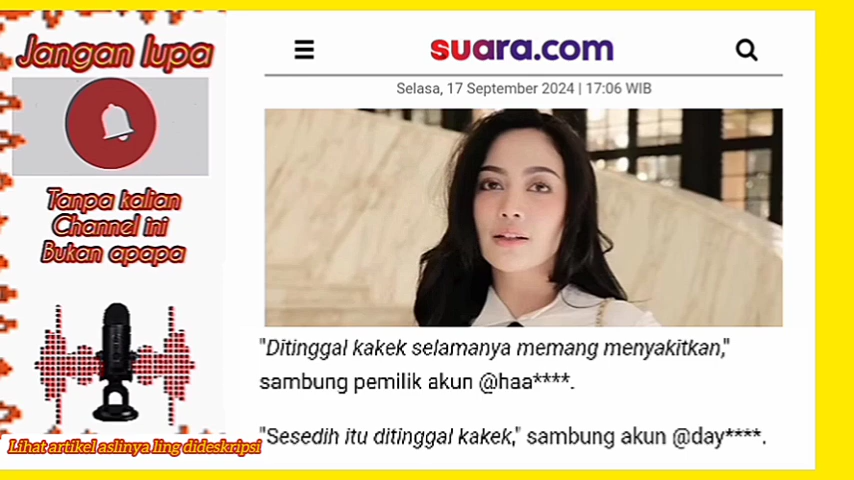 Jangan lupa
Tanpa kalian
Channel ini
Bukan apapa
Lihat artikel aslinya ling dideskripsi
suara.com
Selasa, 17 September 2024 | 17:06 WIB
"Ditinggal kakek selamanya memang menyakitkan,"
sambung pemilik akun @haa****.
"Sesedih itu ditinggal kakek," sambung akun @day****.